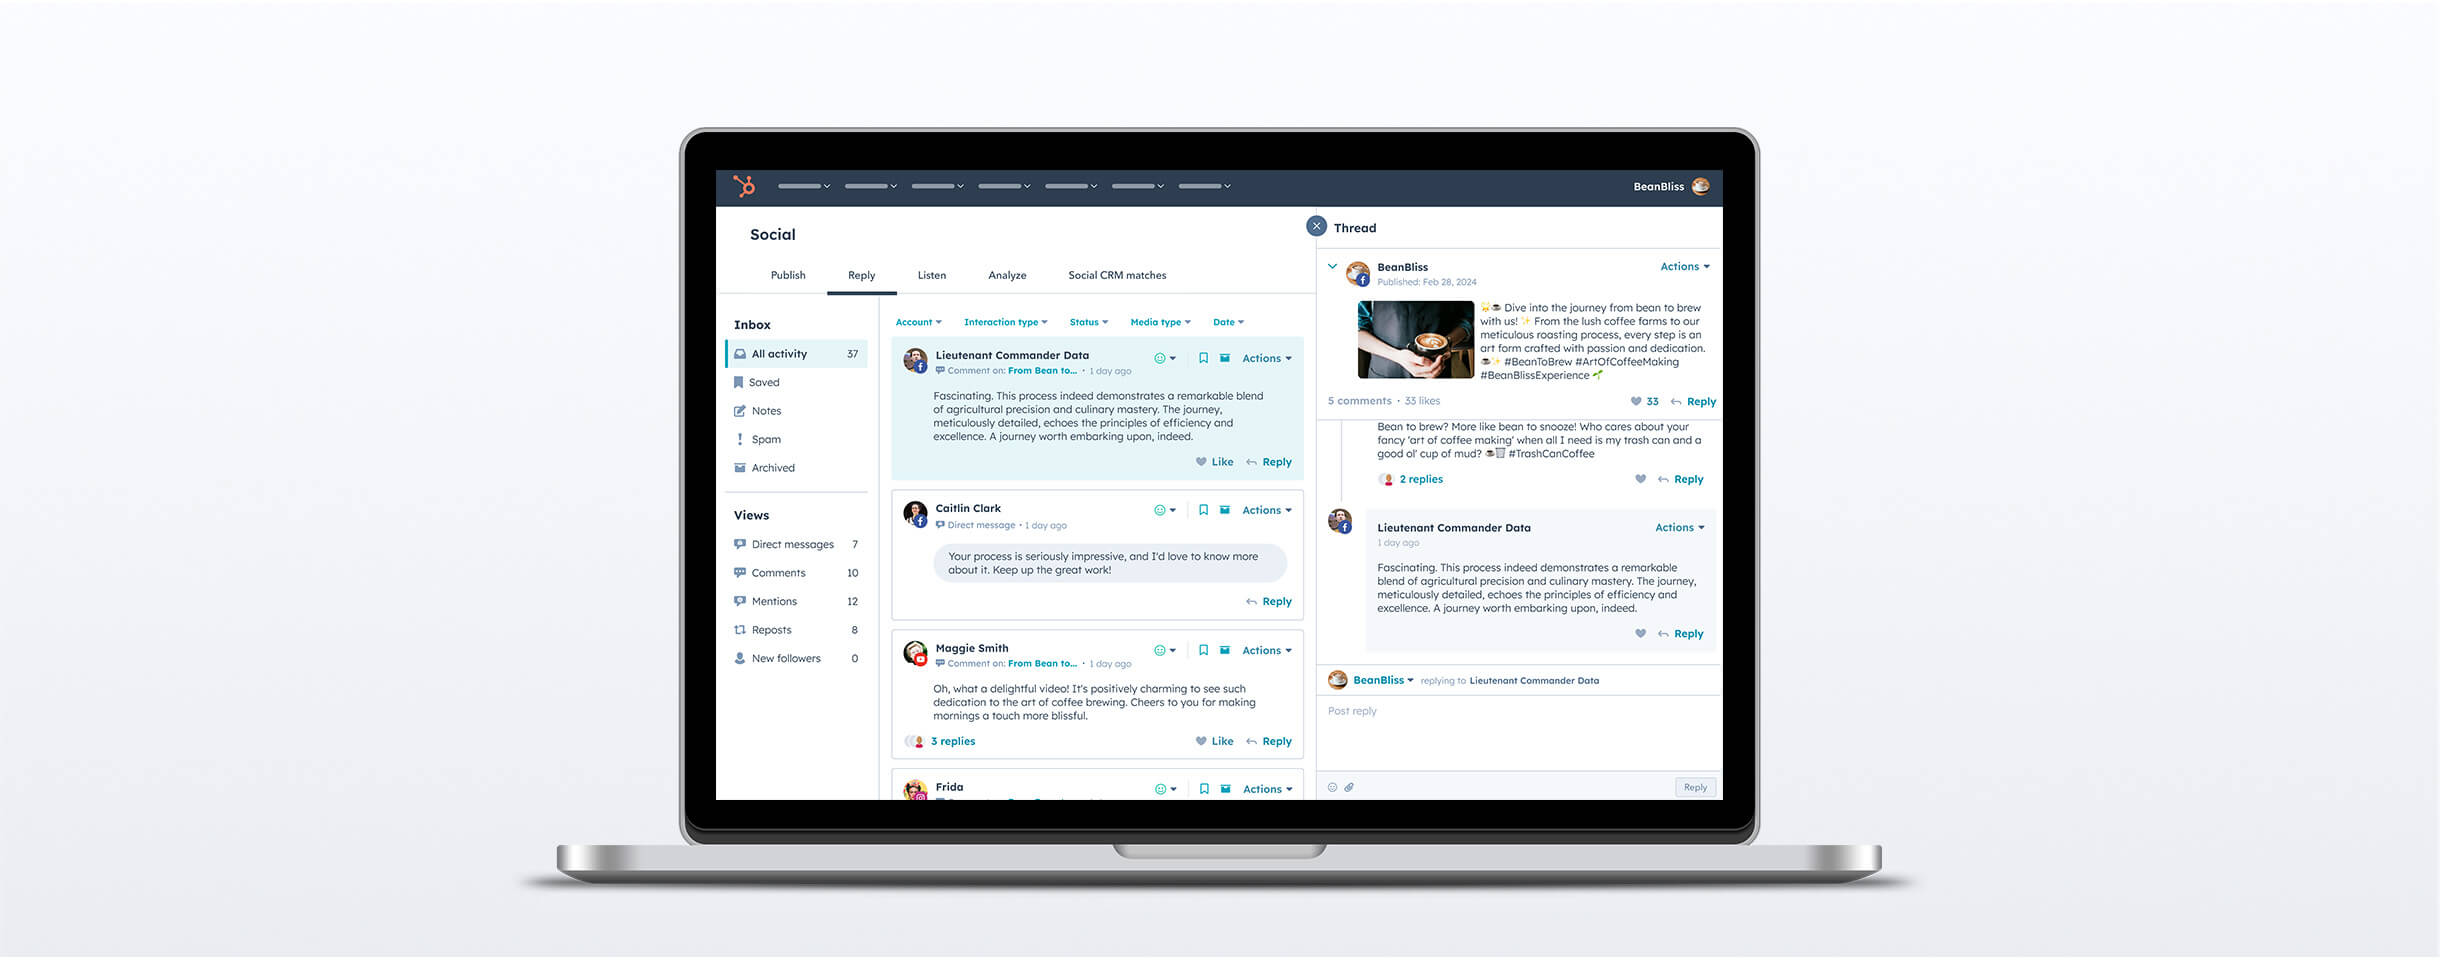 BeanBliss
Social
Publish
Reply
Listen
Analyze
Social CRM matches
Inbox
All activity 37
Saved
Notes
Spam
Archived
Views
Direct messages 7
Comments 10
Mentions 12
Reposts 8
New followers 0
Account
Interaction type
Status
Media type
Date
Lieutenant Commander Data
Actions
Comment on: From Bean to... • 1 day ago
Fascinating. This process indeed demonstrates a remarkable blend
of agricultural precision and culinary mastery. The journey,
meticulously detailed, echoes the principles of efficiency and
excellence. A journey worth embarking upon, indeed.
Like
Reply
Caitlin Clark
Actions
Direct message • 1 day ago
Your process is seriously impressive, and I'd love to know more
about it. Keep up the great work!
Reply
Maggie Smith
Actions
Comment on: From Bean to... • 1 day ago
Oh, what a delightful video! It's positively charming to see such
dedication to the art of coffee brewing. Cheers to you for making
mornings a touch more blissful.
3 replies
Like
Reply
Frida
Actions
Thread
BeanBliss
Actions
Published: Feb 28, 2024
🌟☕ Dive into the journey from bean to brew
with us! ✨ From the lush coffee farms to our
meticulous roasting process, every step is an
art form crafted with passion and dedication.
☕✨ #BeanToBrew #ArtOfCoffeeMaking
#BeanBlissExperience 🌱
5 comments • 33 likes
33
Reply
Bean to brew? More like bean to snooze! Who cares about your
fancy 'art of coffee making' when all I need is my trash can and a
good ol' cup of mud? ☕🗑️ #TrashCanCoffee
2 replies
Reply
Lieutenant Commander Data
Actions
1 day ago
Fascinating. This process indeed demonstrates a remarkable
blend of agricultural precision and culinary mastery. The journey,
meticulously detailed, echoes the principles of efficiency and
excellence. A journey worth embarking upon, indeed.
Reply
BeanBliss replying to Lieutenant Commander Data
Post reply
Reply